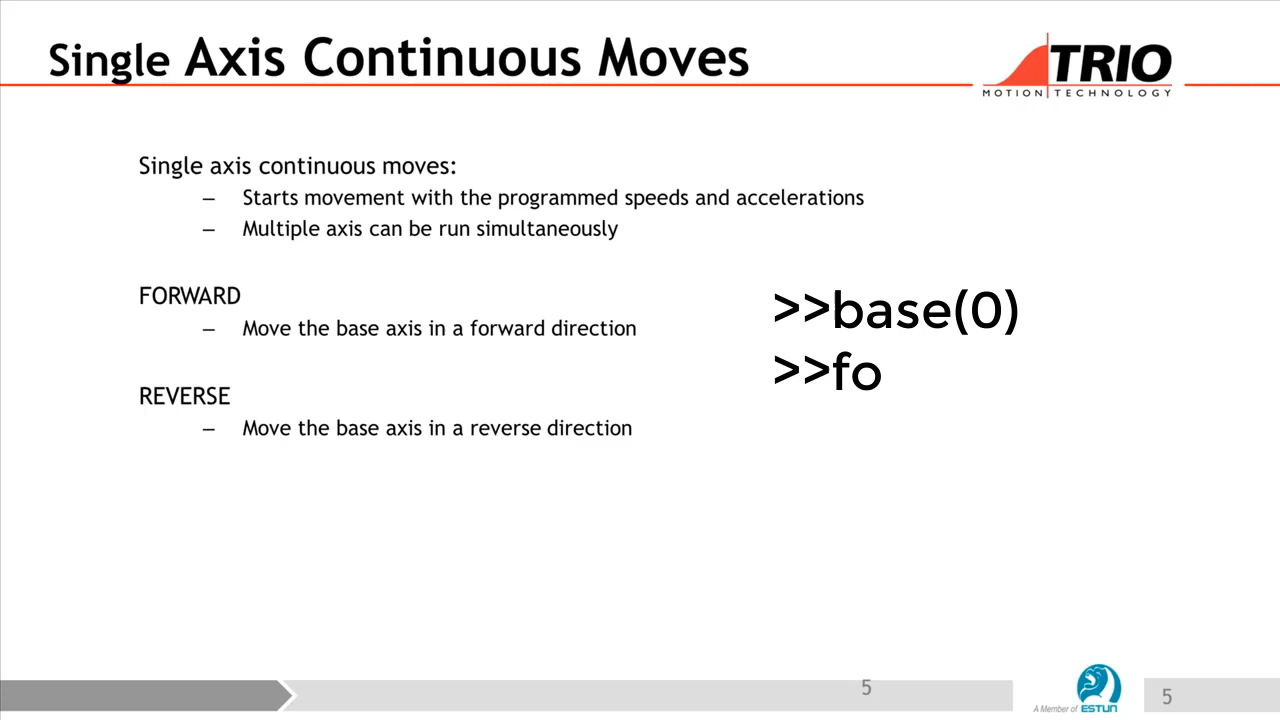 Single Axis Continuous Moves
TRIO
MOTION TECHNOLOGY
Single axis continuous moves:
– Starts movement with the programmed speeds and accelerations
– Multiple axis can be run simultaneously
FORWARD
– Move the base axis in a forward direction
REVERSE
– Move the base axis in a reverse direction
>>base(0)
>>fo
5
A Member of ESTUN
5